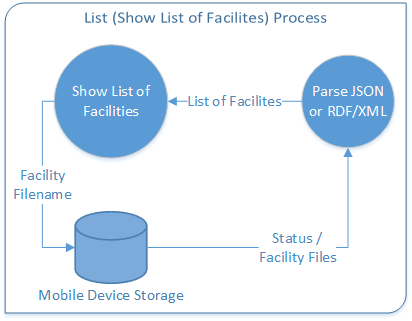 List (Show List of Facilites) Process
Show List of
Facilities
List of Facilites
Parse JSON
or RDF/XML
Facility
Filename
Status /
Facility Files
Mobile Device Storage